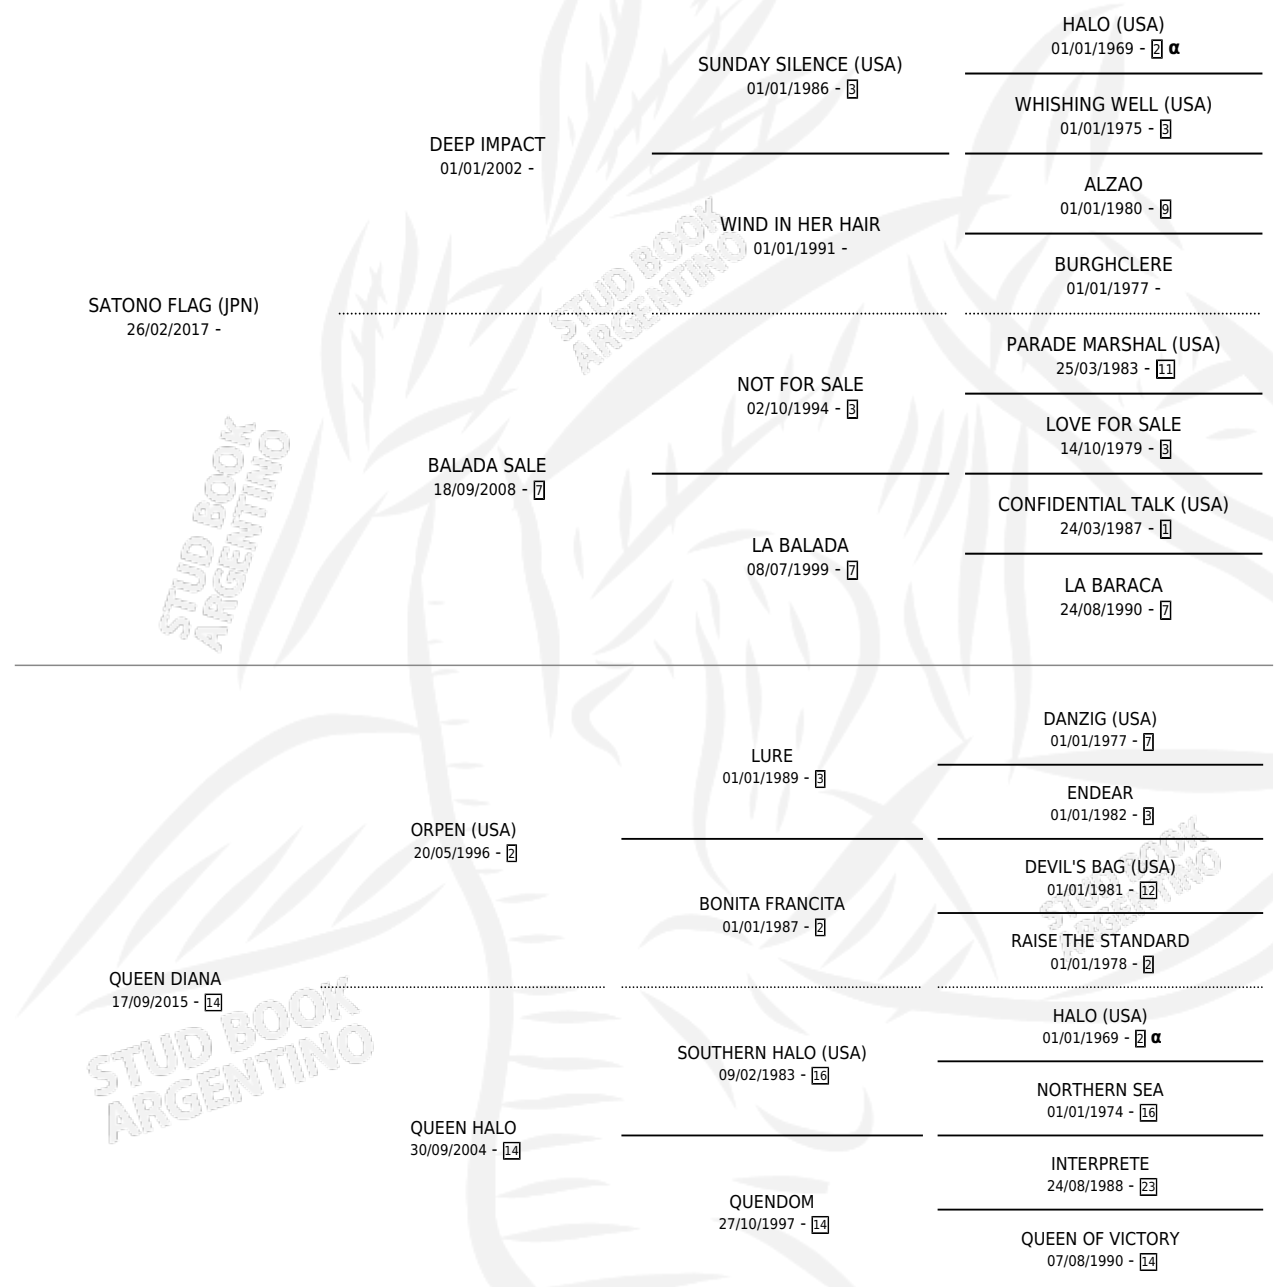 HALO (USA)
01/01/1969 - 2 α
SUNDAY SILENCE (USA)
01/01/1986 - 3
WHISHING WELL (USA)
01/01/1975 - 3
DEEP IMPACT
01/01/2002 -
ALZAO
01/01/1980 - 9
WIND IN HER HAIR
01/01/1991 -
BURGHCLERE
01/01/1977 -
SATONO FLAG (JPN)
26/02/2017 -
STUD BOOK
ARGENTINO
PARADE MARSHAL (USA)
25/03/1983 - 11
NOT FOR SALE
02/10/1994 - 3
LOVE FOR SALE
14/10/1979 - 3
BALADA SALE
18/09/2008 - 7
CONFIDENTIAL TALK (USA)
24/03/1987 - 1
LA BALADA
08/07/1999 - 7
LA BARACA
24/08/1990 - 7
STUD BOOK
ARGENTINO
DANZIG (USA)
01/01/1977 - 7
LURE
01/01/1989 - 3
ENDEAR
01/01/1982 - 3
ORPEN (USA)
20/05/1996 - 2
DEVIL'S BAG (USA)
01/01/1981 - 12
BONITA FRANCITA
01/01/1987 - 2
STUD BOOK
ARGENTINO
RAISE THE STANDARD
01/01/1978 - 2
QUEEN DIANA
17/09/2015 - 14
STUD BOOK
ARGENTINO
HALO (USA)
01/01/1969 - 2 α
SOUTHERN HALO (USA)
09/02/1983 - 16
NORTHERN SEA
01/01/1974 - 16
QUEEN HALO
30/09/2004 - 14
INTERPRETE
24/08/1988 - 23
QUENDOM
27/10/1997 - 14
QUEEN OF VICTORY
07/08/1990 - 14